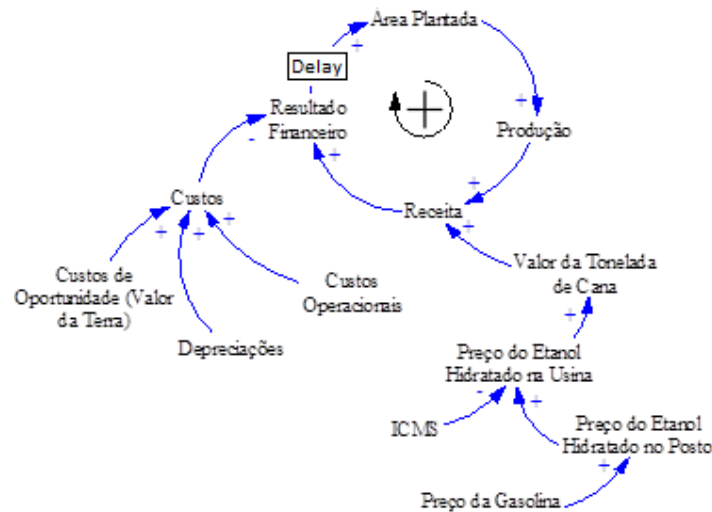 Área Plantada
+
Delay
Resultado
Financeiro
-
+
+
Produção
+
Receita
+
Custos
+
+
+
Custos de
Oportunidade (Valor
da Terra)
Depreciações
Custos
Operacionais
Valor da Tonelada
de Cana
+
Preço do Etanol
Hidratado na Usina
-
+
ICMS
Preço do Etanol
Hidratado no Posto
+
Preço da Gasolina